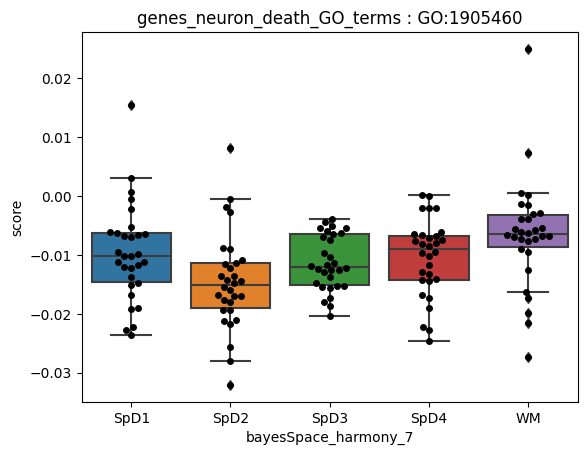 genes_neuron_death_GO_terms : GO:1905460
0.02
0.01
0.00
−0.01
−0.02
−0.03
score
SpD1 SpD2 SpD3 SpD4 WM
bayesSpace_harmony_7